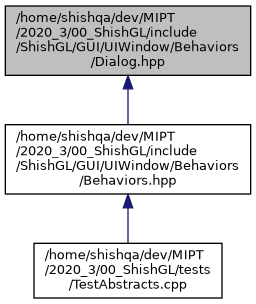 /home/shishqa/dev/MIPT
/2020_3/00_ShishGL/include
/ShishGL/GUI/UIWindow/Behaviors
/Dialog.hpp
/home/shishqa/dev/MIPT
/2020_3/00_ShishGL/include
/ShishGL/GUI/UIWindow/Behaviors
/Behaviors.hpp
/home/shishqa/dev/MIPT
/2020_3/00_ShishGL/tests
/TestAbstracts.cpp